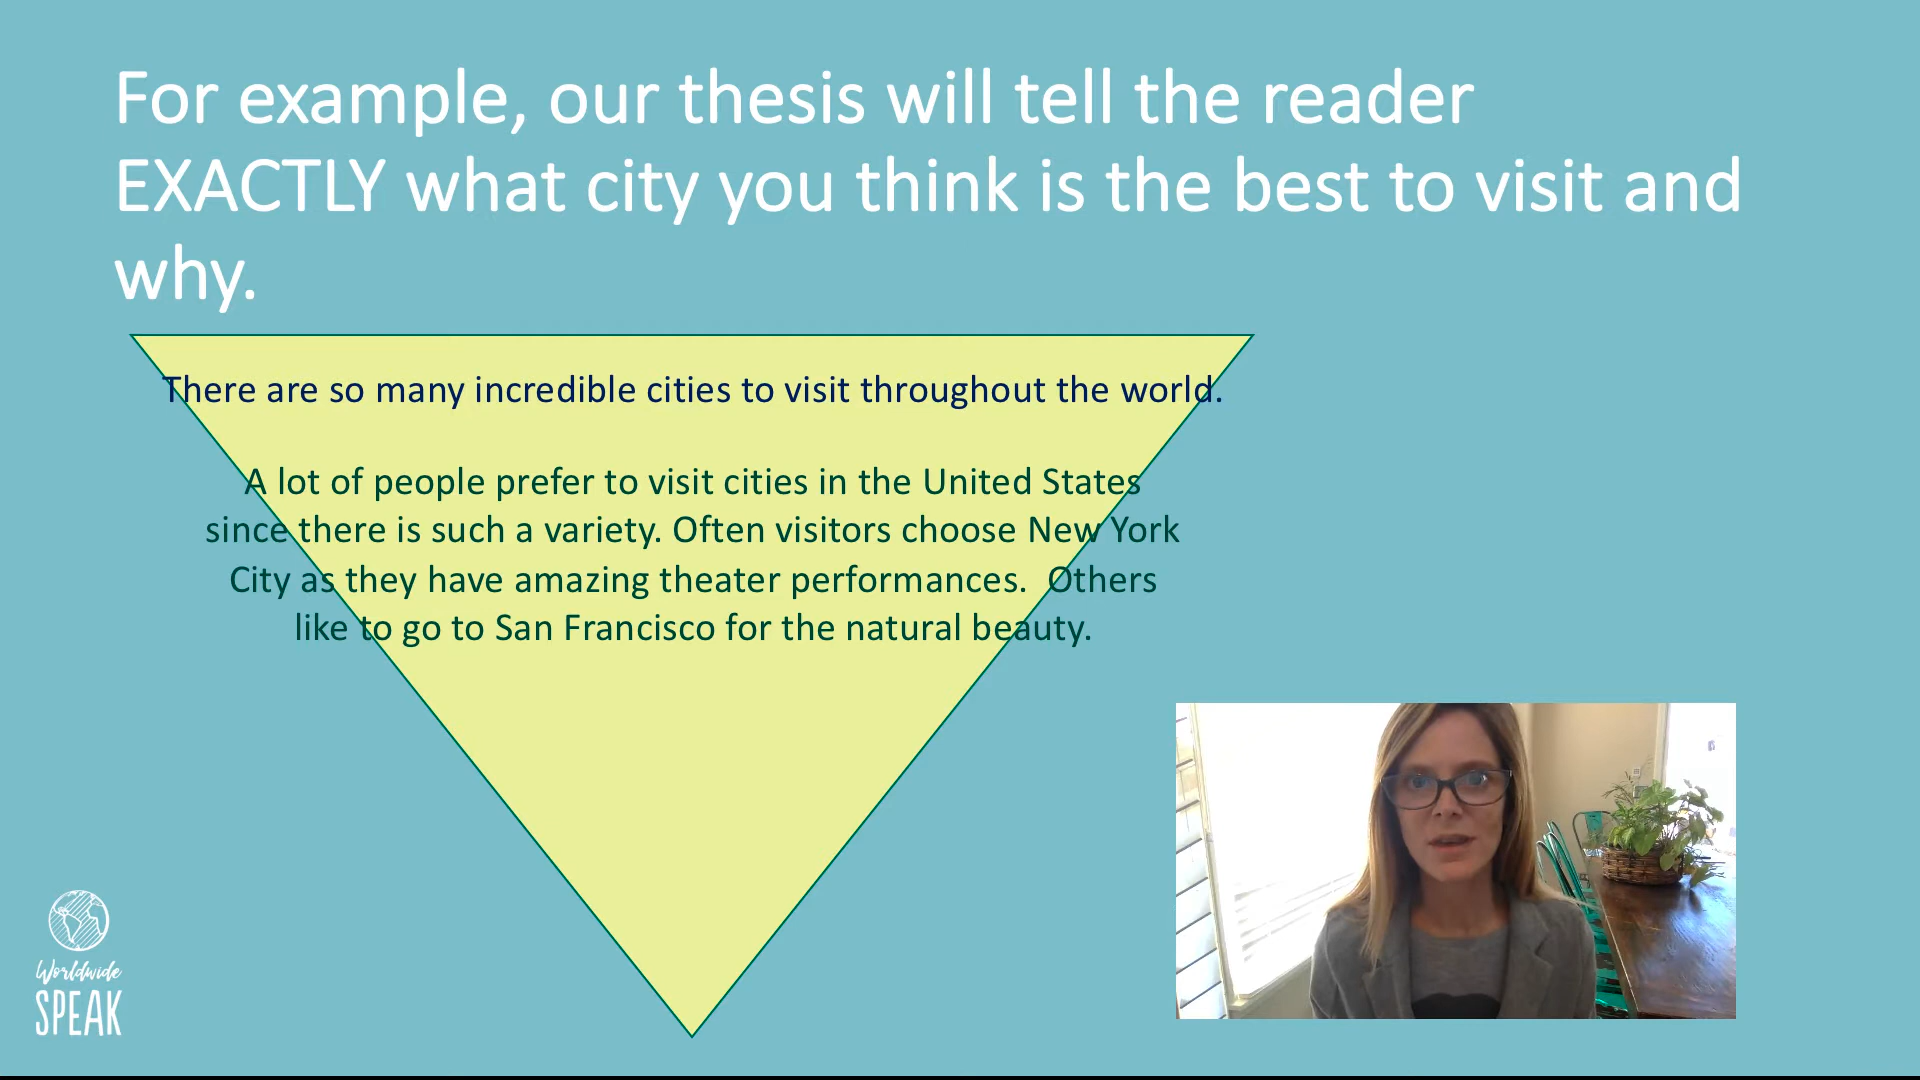 For example, our thesis will tell the reader
EXACTLY what city you think is the best to visit and
why.
There are so many incredible cities to visit throughout the world.
A lot of people prefer to visit cities in the United States
since there is such a variety. Often visitors choose New York
City as they have amazing theater performances.  Others
like to go to San Francisco for the natural beauty.
Worldwide
SPEAK